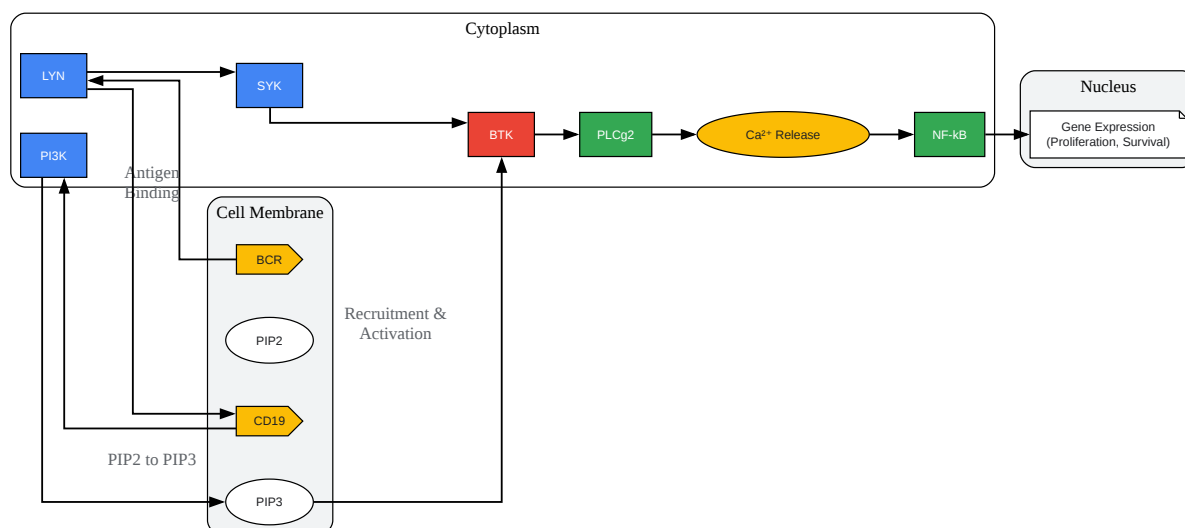 Cytoplasm
LYN
SYK
Nucleus
BTK
PLCg2
Ca²⁺ Release
NF-kB
Gene Expression
(Proliferation, Survival)
PI3K
Antigen
Binding
Cell Membrane
BCR
Recruitment &
Activation
PIP2
CD19
PIP2 to PIP3
PIP3